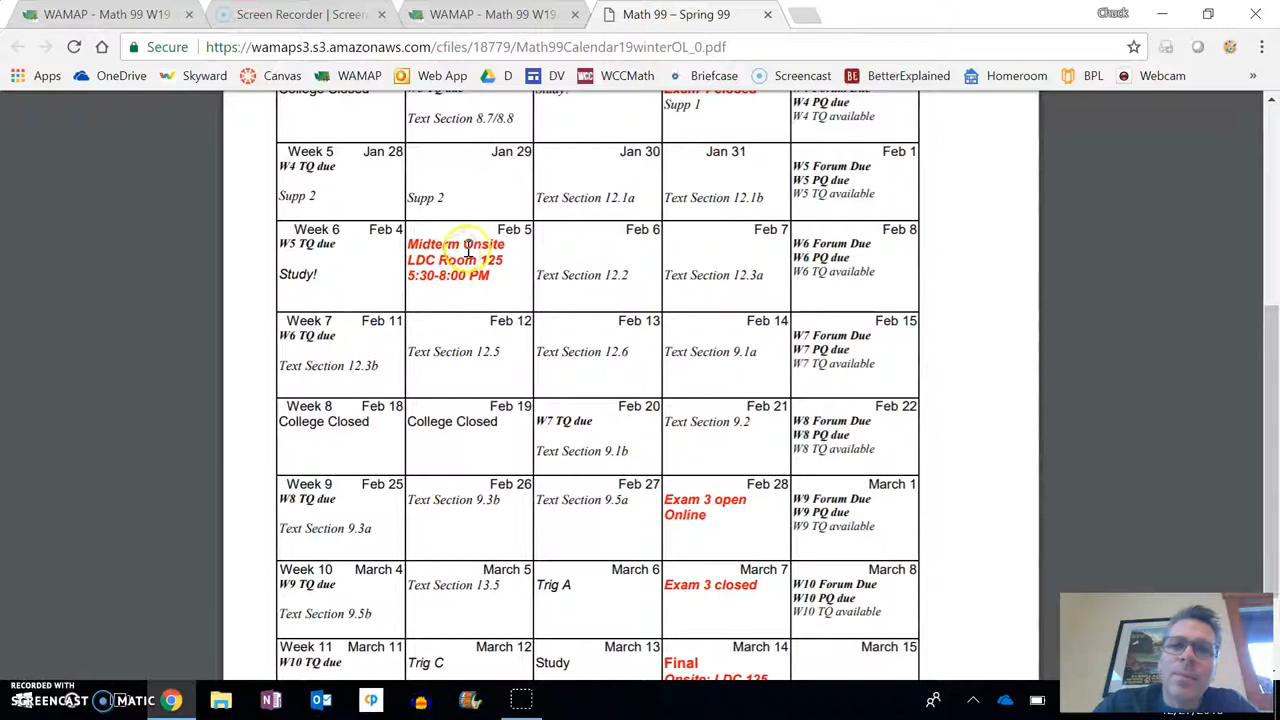 WAMAP - Math 99 W19
Screen Recorder | Screen
WAMAP - Math 99 W19
Math 99 – Spring 99
Chuck
Secure https://wamaps3.s3.amazonaws.com/cfiles/18779/Math99Calendar19winterOL_0.pdf
Apps OneDrive Skyward Canvas WAMAP Web App D DV WCCMath Briefcase Screencast BetterExplained Homeroom BPL Webcam »
Supp 1
W4 PQ due
Text Section 8.7/8.8
W4 TQ available
Week 5 Jan 28 Jan 29 Jan 30 Jan 31 Feb 1
W4 TQ due
W5 Forum Due
W5 PQ due
W5 TQ available
Supp 2 Supp 2 Text Section 12.1a Text Section 12.1b
Week 6 Feb 4 Feb 5 Feb 6 Feb 7 Feb 8
W5 TQ due
Study!
Midterm Onsite
LDC Room 125
5:30-8:00 PM
Text Section 12.2
Text Section 12.3a
W6 Forum Due
W6 PQ due
W6 TQ available
Week 7 Feb 11 Feb 12 Feb 13 Feb 14 Feb 15
W6 TQ due
Text Section 12.3b
Text Section 12.5
Text Section 12.6
Text Section 9.1a
W7 Forum Due
W7 PQ due
W7 TQ available
Week 8 Feb 18 Feb 19 Feb 20 Feb 21 Feb 22
College Closed
College Closed
W7 TQ due
Text Section 9.1b
Text Section 9.2
W8 Forum Due
W8 PQ due
W8 TQ available
Week 9 Feb 25 Feb 26 Feb 27 Feb 28 March 1
W8 TQ due
Text Section 9.3a
Text Section 9.3b
Text Section 9.5a
Exam 3 open
Online
W9 Forum Due
W9 PQ due
W9 TQ available
Week 10 March 4 March 5 March 6 March 7 March 8
W9 TQ due
Text Section 9.5b
Text Section 13.5
Trig A
Exam 3 closed
W10 Forum Due
W10 PQ due
W10 TQ available
Week 11 March 11 March 12 March 13 March 14 March 15
W10 TQ due
Trig C
Study
Final
Onsite: LDC 125
RECORDED WITH
SCREENCAST MATIC